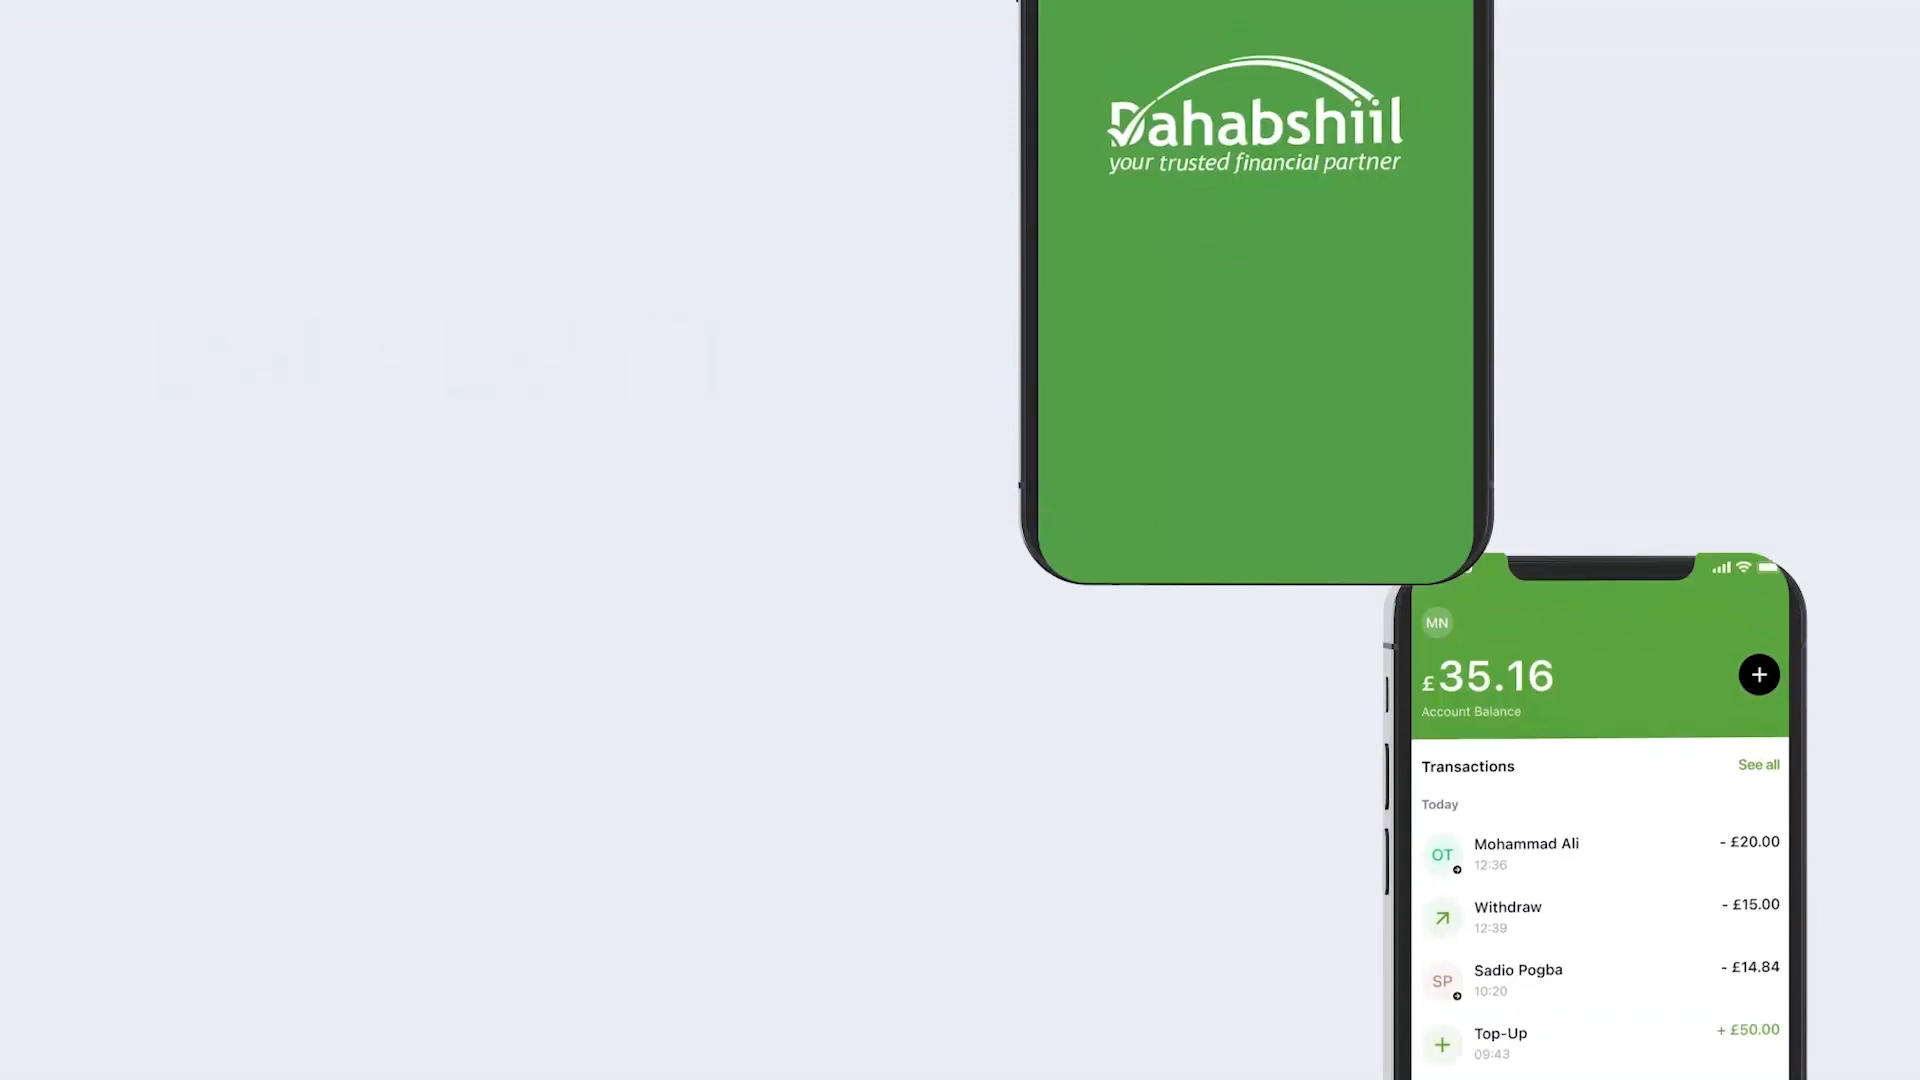 Dahabshiil
your trusted financial partner
MN
£35.16
Account Balance
Transactions
See all
Today
OT
Mohammad Ali
- £20.00
12:36
Withdraw
- £15.00
12:39
SP
Sadio Pogba
- £14.84
10:20
Top-Up
+ £50.00
09:43